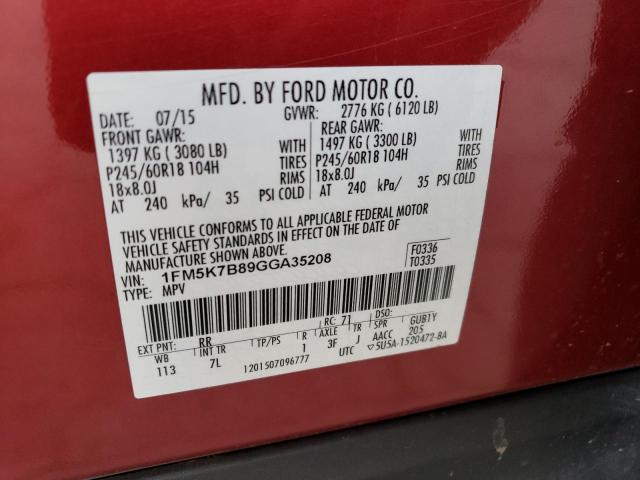 MFD. BY FORD MOTOR CO.
DATE: 07/15 GVWR: 2776 KG ( 6120 LB)
FRONT GAWR: REAR GAWR:
1397 KG ( 3080 LB) WITH 1497 KG ( 3300 LB) WITH
P245/60R18 104H TIRES P245/60R18 104H TIRES
18x8.0J RIMS 18x8.0J RIMS
AT 240 kPa/ 35 PSI COLD AT 240 kPa/ 35 PSI COLD
THIS VEHICLE CONFORMS TO ALL APPLICABLE FEDERAL MOTOR
VEHICLE SAFETY STANDARDS IN EFFECT ON THE DATE OF
MANUFACTURE SHOWN ABOVE.
VIN: 1FM5K7B89GGA35208 F0336
TYPE: MPV T0335
EXT PNT: RR RC: 71 DSO:
WB INT TR TP/PS R AXLE TR SPR GUB1Y
113 7L 1 3F J AACC 205
1201507096777 UTC ▽5U5A-1520472-BA